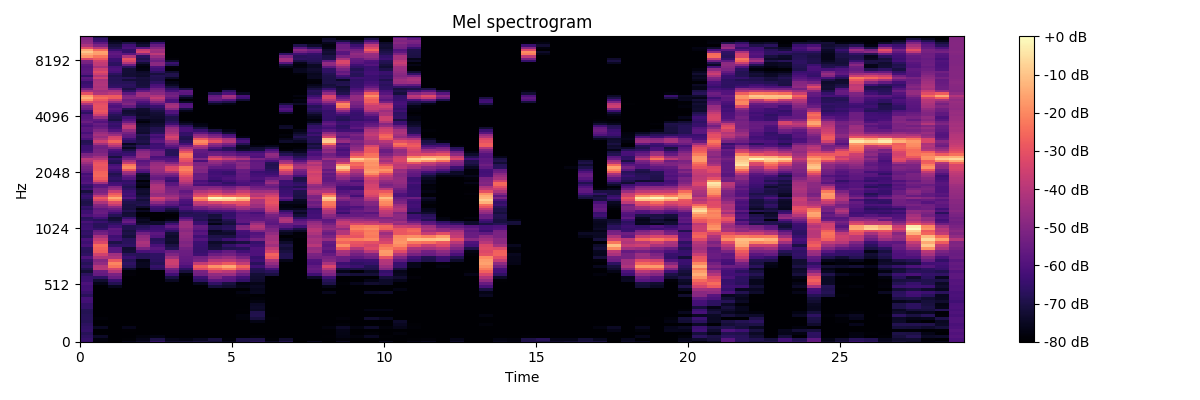 Mel spectrogram
Hz
8192
4096
2048
1024
512
0
0 5 10 15 20 25
Time
+0 dB
-10 dB
-20 dB
-30 dB
-40 dB
-50 dB
-60 dB
-70 dB
-80 dB